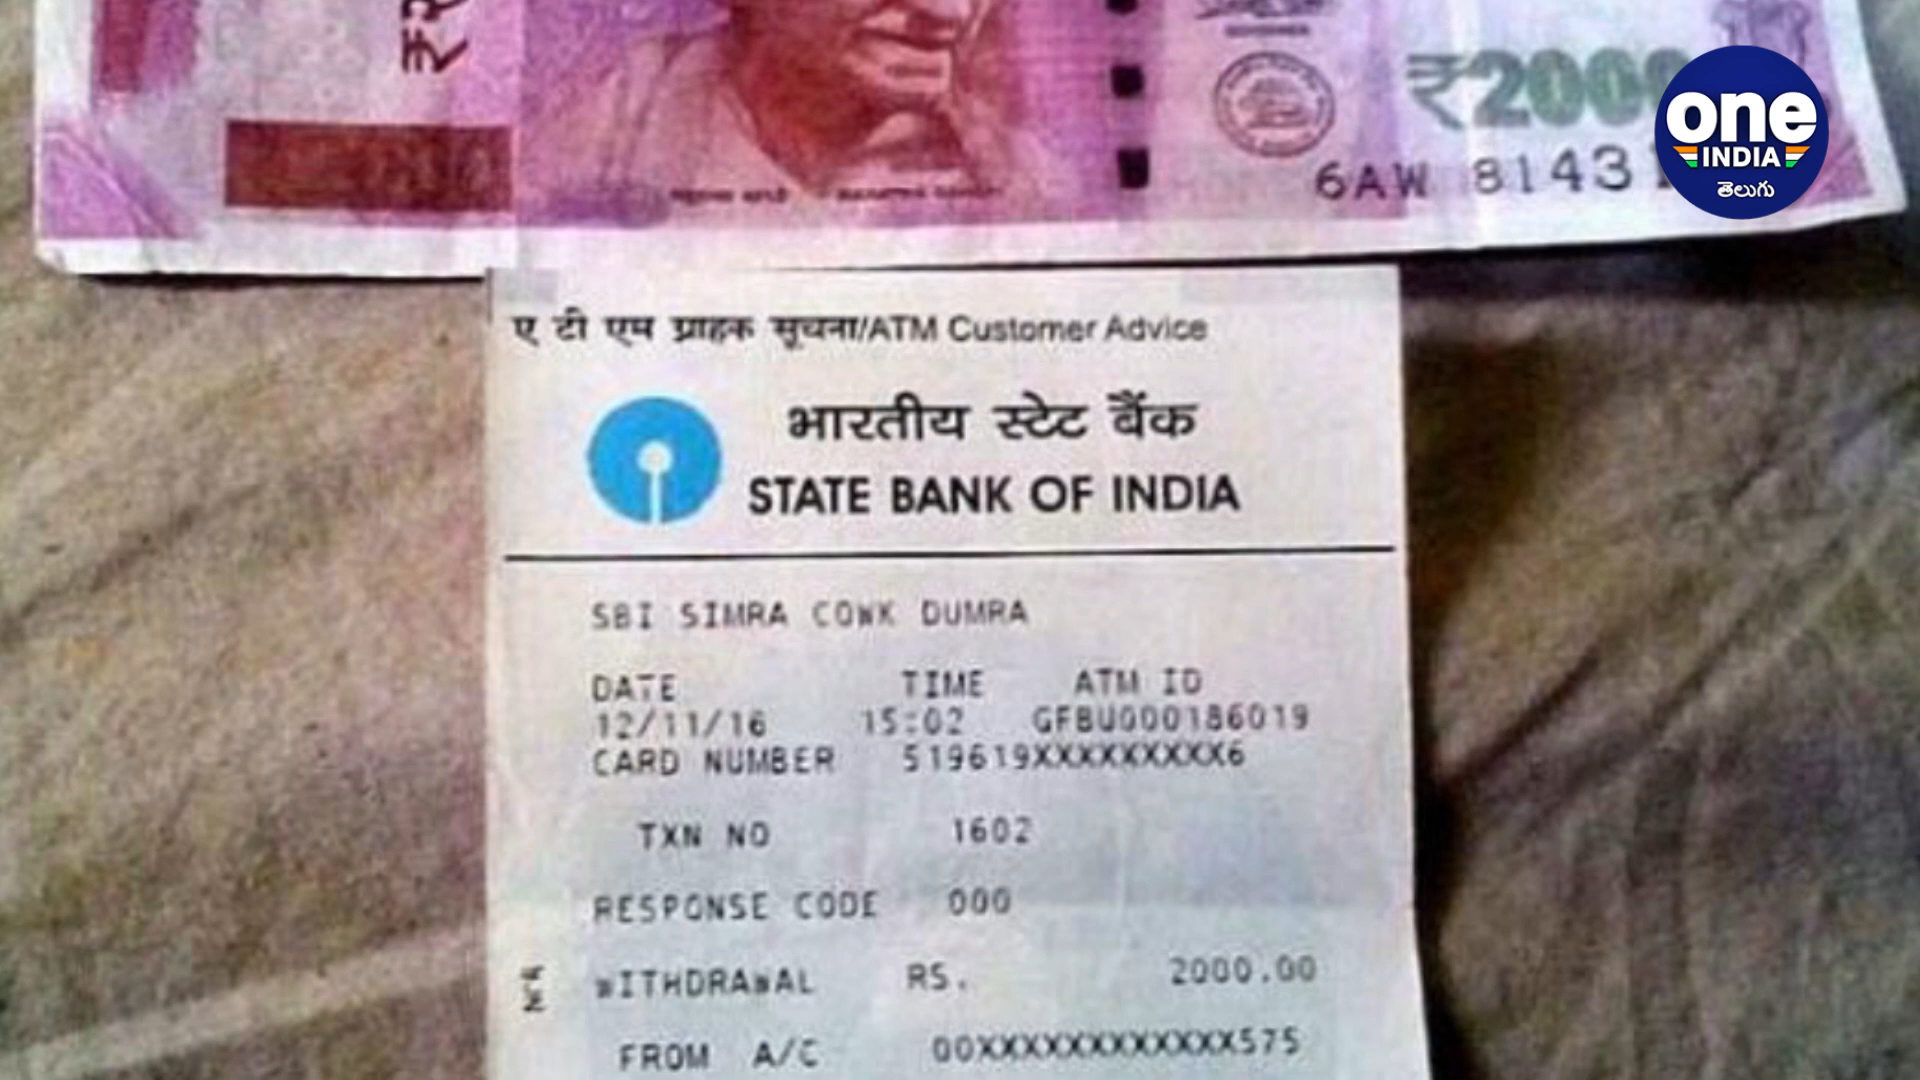 ₹2000
6AW 8143
one
INDIA
తెలుగు
ए टी एम ग्राहक सूचना/ATM Customer Advice
भारतीय स्टेट बैंक
STATE BANK OF INDIA
SBI SIMRA COWK DUMRA
DATE TIME ATM ID
12/11/16 15:02 GFBU000186019
CARD NUMBER 519619XXXXXXXXX6
TXN NO 1602
RESPONSE CODE 000
WITHDRAWAL RS. 2000.00
FROM A/C 00XXXXXXXXXXXX575